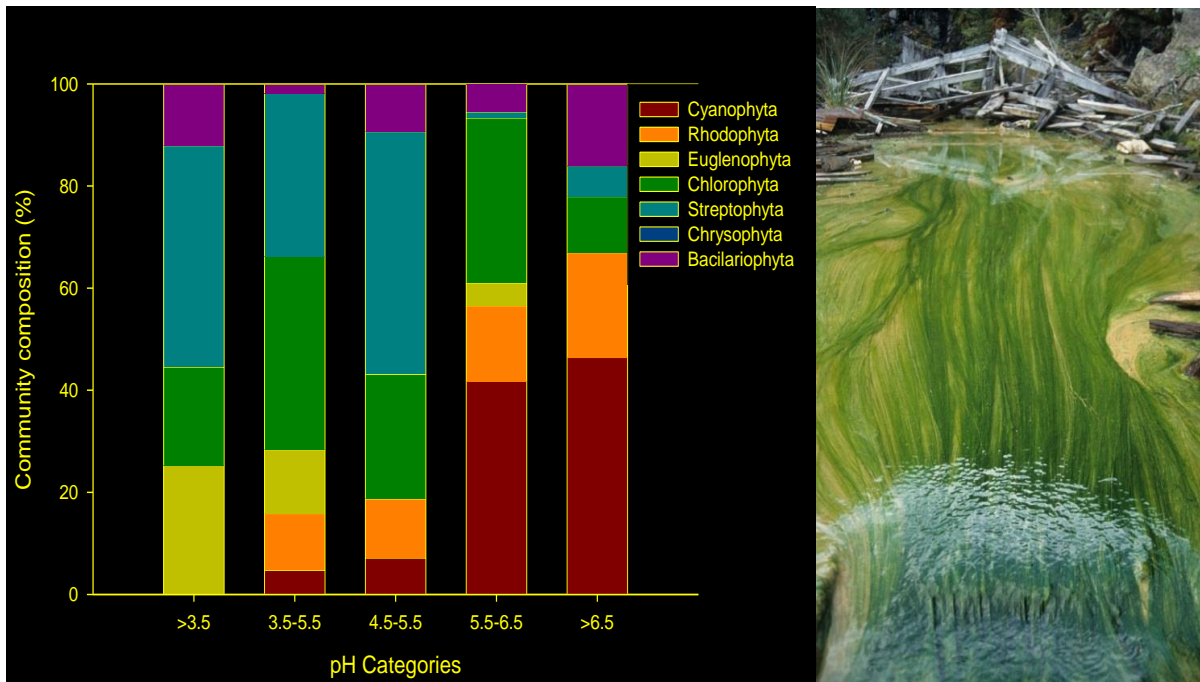 Community composition (%)
100
80
60
40
20
0
>3.5
3.5-5.5
4.5-5.5
5.5-6.5
>6.5
pH Categories
Cyanophyta
Rhodophyta
Euglenophyta
Chlorophyta
Streptophyta
Chrysophyta
Bacilariophyta